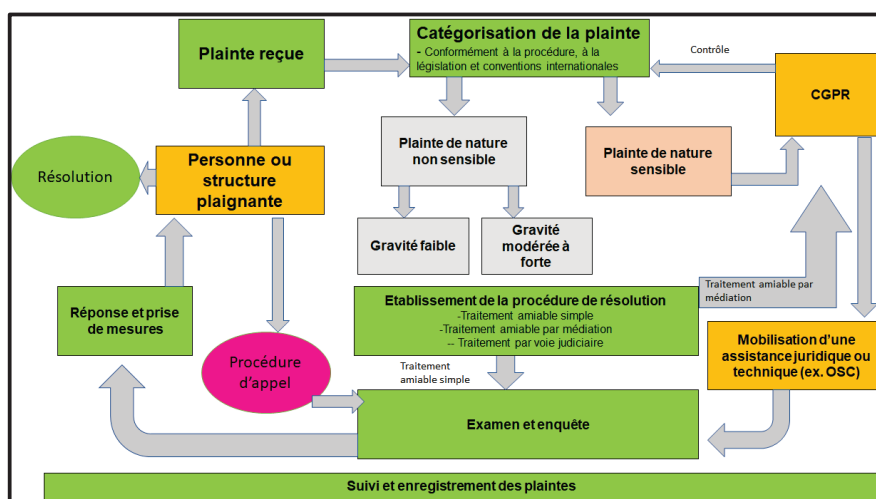 Plainte reçue
Catégorisation de la plainte
- Conformément à la procédure, à la
législation et conventions internationales
Contrôle
CGPR
Plainte de nature
non sensible
Plainte de nature
sensible
Personne ou
structure
plaignante
Résolution
Gravité faible
Gravité
modérée à
forte
Réponse et prise
de mesures
Etablissement de la procédure de résolution
-Traitement amiable simple
-Traitement amiable par médiation
-- Traitement par voie judiciaire
Traitement amiable par
médiation
Procédure
d'appel
Traitement
amiable simple
Mobilisation d'une
assistance juridique ou
technique (ex. OSC)
Examen et enquête
Suivi et enregistrement des plaintes